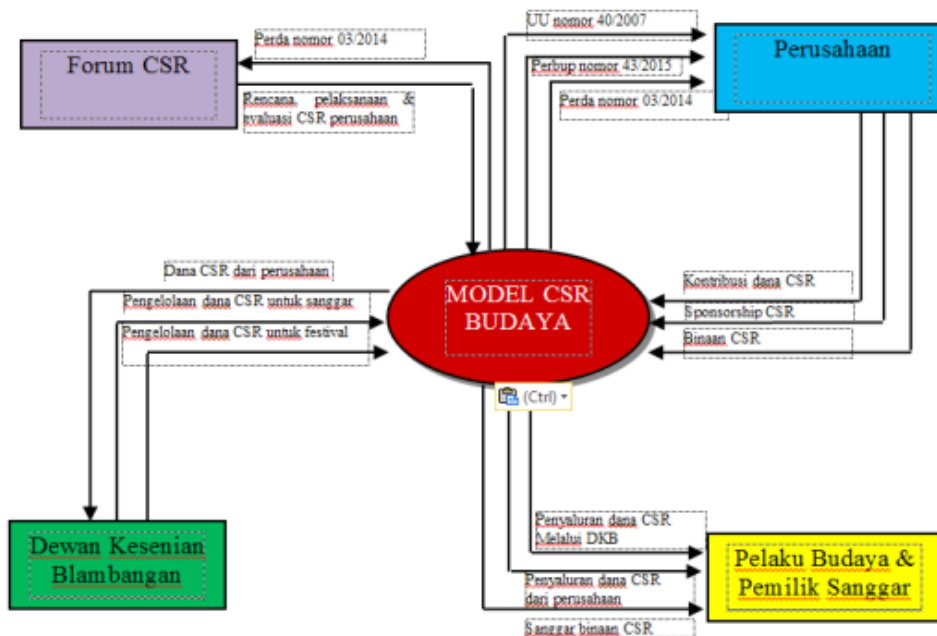 Forum CSR
Perda nomor 03/2014
Rencana, pelaksanaan &
evaluasi CSR perusahaan
UU nomor 40/2007
Perbup nomor 43/2015
Perda nomor 03/2014
Perusahaan
Dana CSR dari perusahaan
Pengelolaan dana CSR untuk sanggar
Pengelolaan dana CSR untuk festival
MODEL CSR
BUDAYA
(Ctrl)
Kontribusi dana CSR
Sponsorship CSR
Binaan CSR
Dewan Kesenian
Blambangan
Penyaluran dana CSR
Melalui DKB
Penyaluran dana CSR
dari perusahaan
Sanggar binaan CSR
Pelaku Budaya &
Pemilik Sanggar